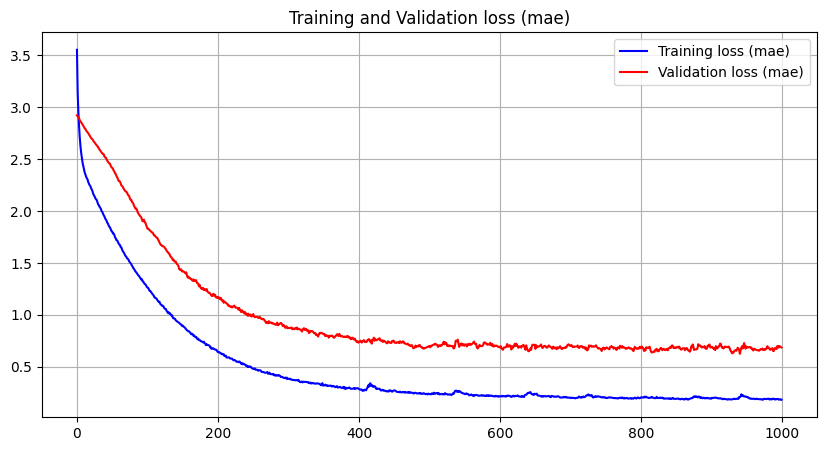 Training and Validation loss (mae)
Training loss (mae)
Validation loss (mae)
3.5
3.0
2.5
2.0
1.5
1.0
0.5
0 200 400 600 800 1000